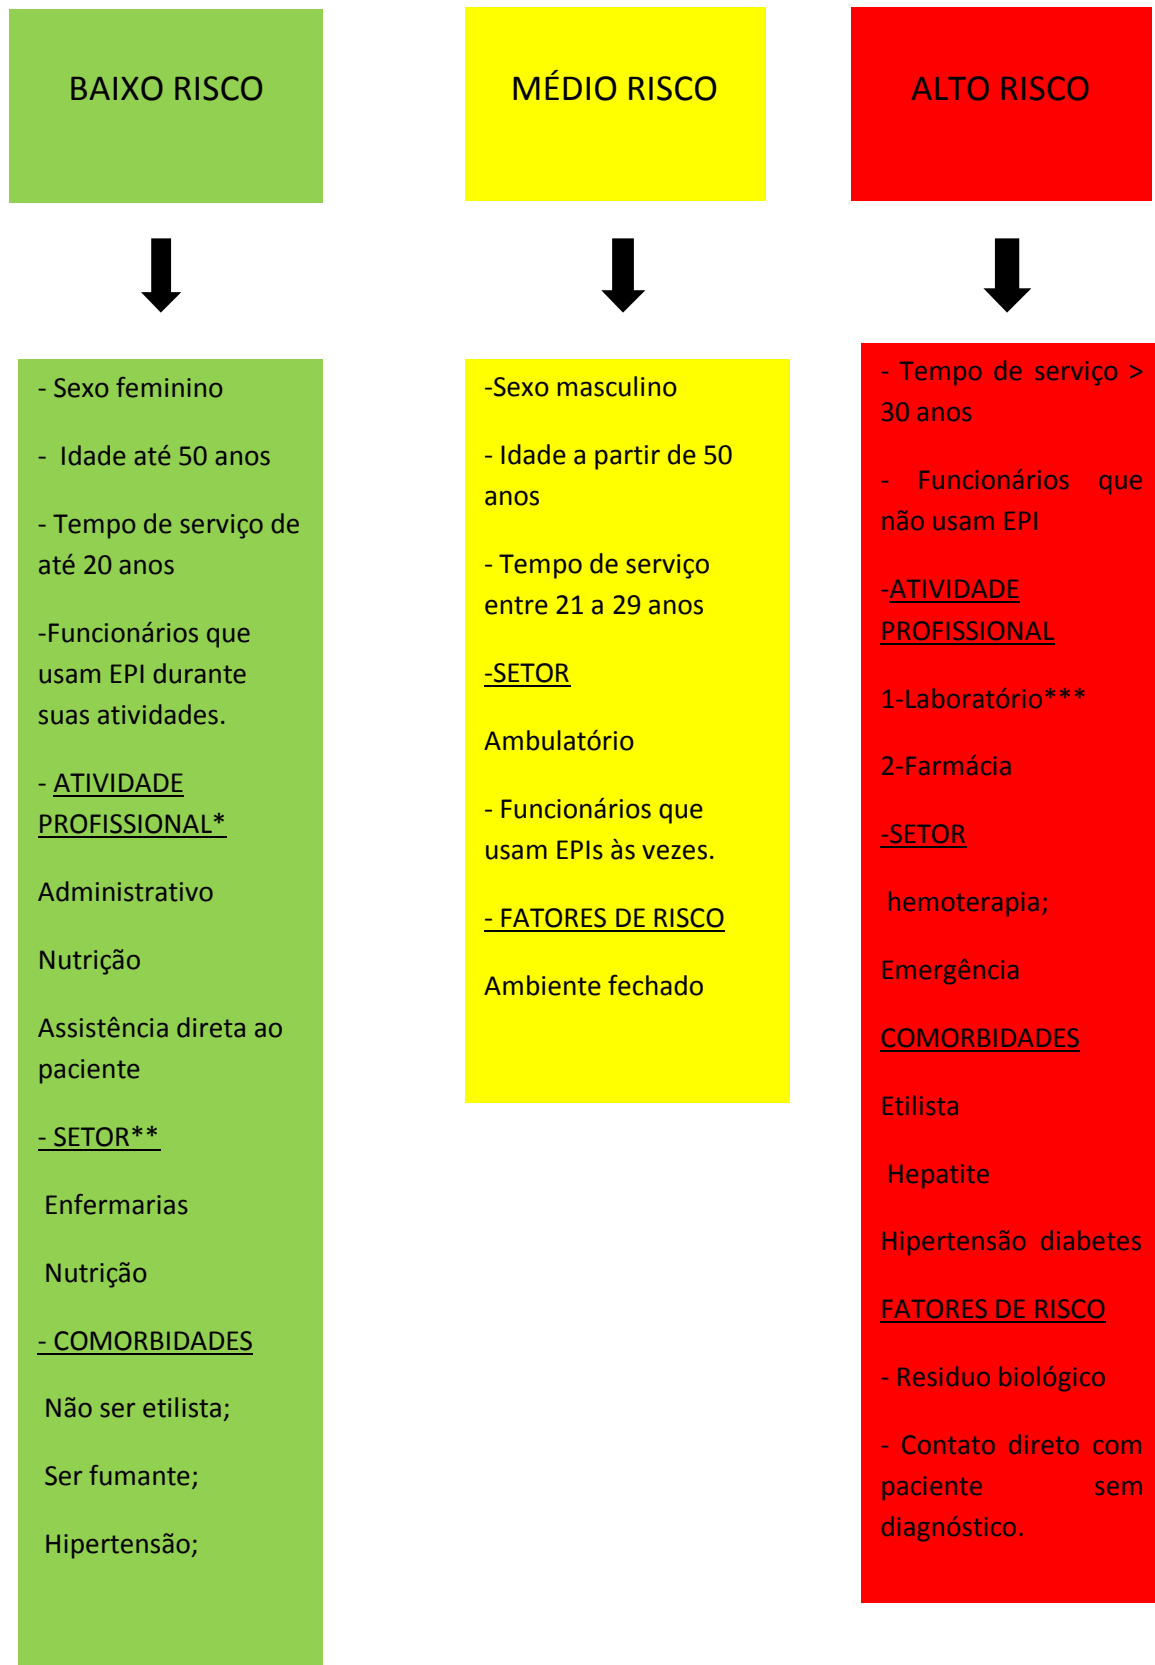 BAIXO RISCO
MÉDIO RISCO
ALTO RISCO
- Sexo feminino
- Idade até 50 anos
- Tempo de serviço de
até 20 anos
-Funcionários que
usam EPI durante
suas atividades.
- ATIVIDADE
PROFISSIONAL*
Administrativo
Nutrição
Assistência direta ao
paciente
- SETOR**
Enfermarias
Nutrição
- COMORBIDADES
Não ser etilista;
Ser fumante;
Hipertensão;
-Sexo masculino
- Idade a partir de 50
anos
- Tempo de serviço
entre 21 a 29 anos
-SETOR
Ambulatório
- Funcionários que
usam EPIs às vezes.
- FATORES DE RISCO
Ambiente fechado
- Tempo de serviço >
30 anos
- Funcionários que
não usam EPI
-ATIVIDADE
PROFISSIONAL
1-Laboratório***
2-Farmácia
-SETOR
hemoterapia;
Emergência
COMORBIDADES
Etilista
Hepatite
Hipertensão diabetes
FATORES DE RISCO
- Residuo biológico
- Contato direto com
paciente sem
diagnóstico.